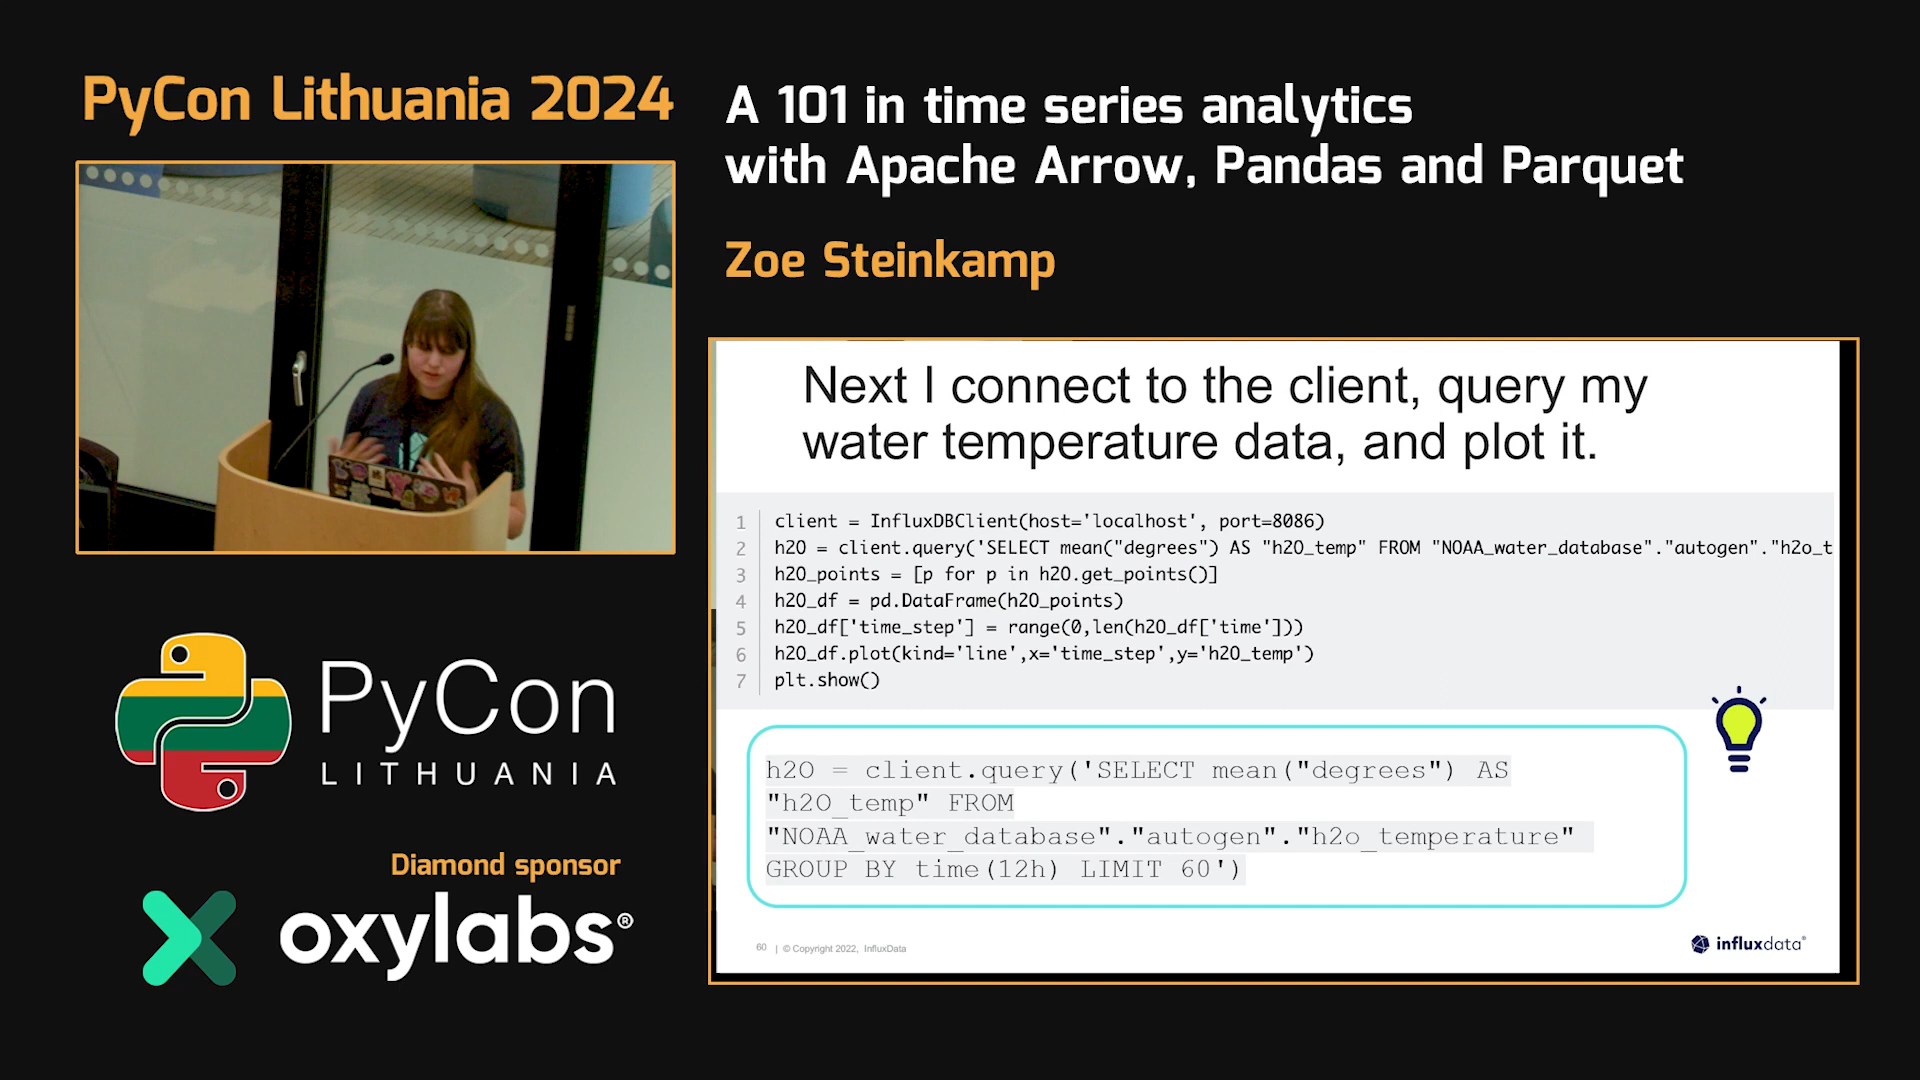 PyCon Lithuania 2024
A 101 in time series analytics
with Apache Arrow, Pandas and Parquet
Zoe Steinkamp
Next I connect to the client, query my
water temperature data, and plot it.
1 client = InfluxDBClient(host='localhost', port=8086)
2 h2O = client.query('SELECT mean("degrees") AS "h2O_temp" FROM "NOAA_water_database"."autogen"."h2o_t
3 h2O_points = [p for p in h2O.get_points()]
4 h2O_df = pd.DataFrame(h2O_points)
5 h2O_df['time_step'] = range(0,len(h2O_df['time']))
6 h2O_df.plot(kind='line',x='time_step',y='h2O_temp')
7 plt.show()
h2O = client.query('SELECT mean("degrees") AS
"h2O_temp" FROM
"NOAA_water_database"."autogen"."h2o_temperature"
GROUP BY time(12h) LIMIT 60')
60 | © Copyright 2022, InfluxData
influxdata®
PyCon
LITHUANIA
Diamond sponsor
oxylabs®